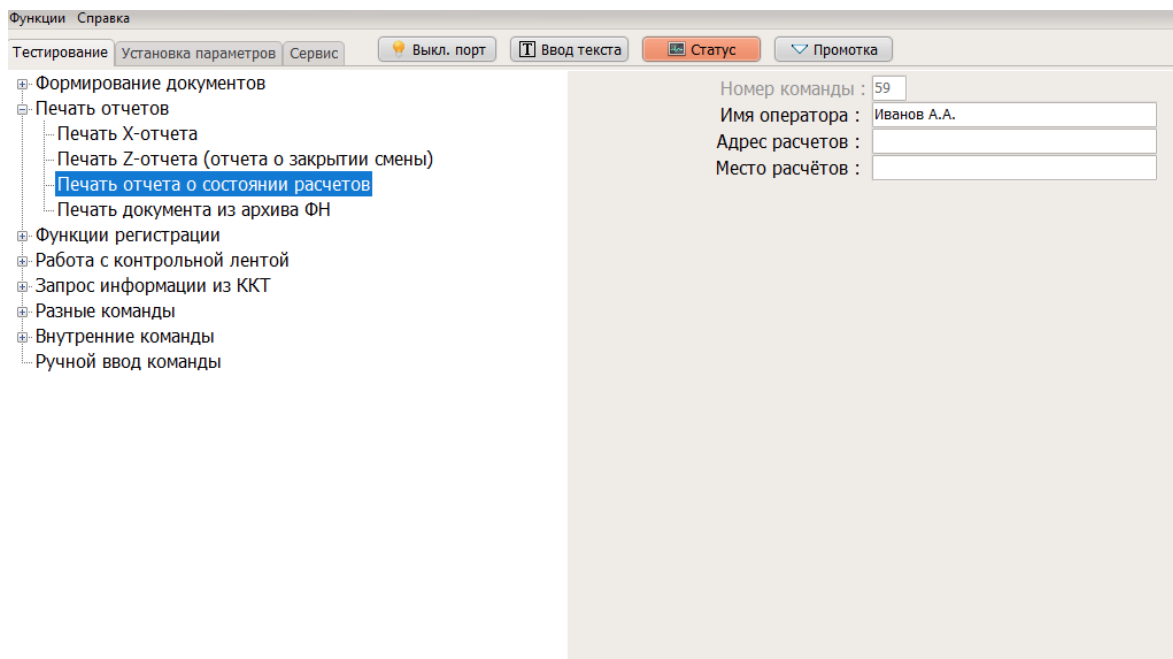 Функции Справка
Тестирование Установка параметров Сервис Выкл. порт Ввод текста Статус Промотка
Формирование документов
Печать отчетов
Печать X-отчета
Печать Z-отчета (отчета о закрытии смены)
Печать отчета о состоянии расчетов
Печать документа из архива ФН
Функции регистрации
Работа с контрольной лентой
Запрос информации из ККТ
Разные команды
Внутренние команды
Ручной ввод команды
Номер команды : 59
Имя оператора : Иванов А.А.
Адрес расчетов :
Место расчётов :